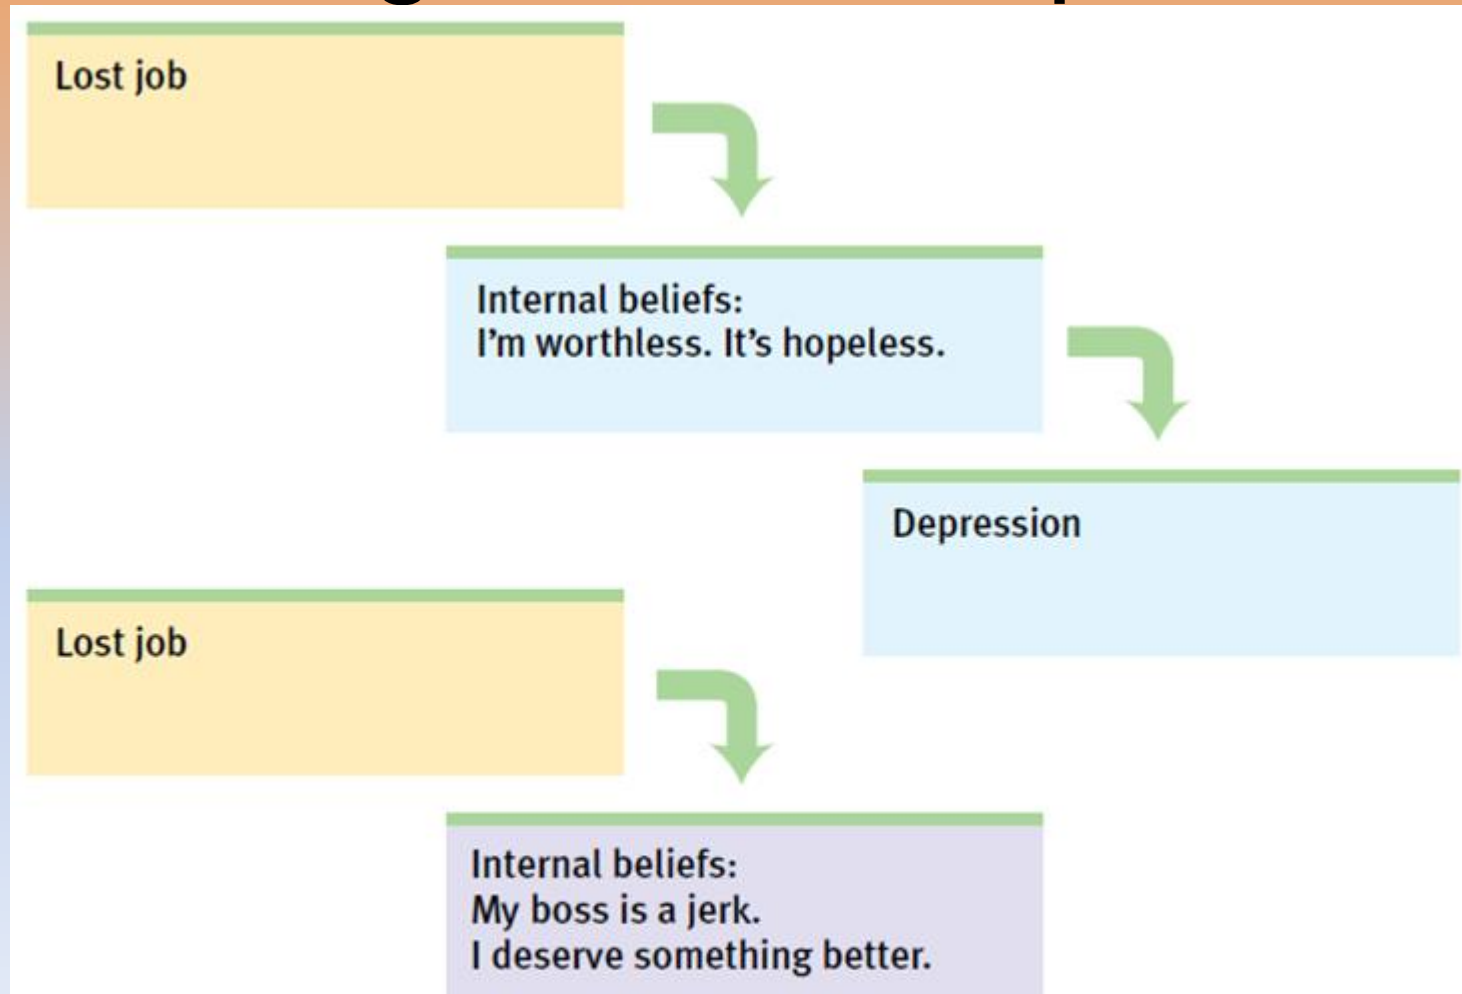 Lost job
Internal beliefs:
I'm worthless. It's hopeless.
Depression
Lost job
Internal beliefs:
My boss is a jerk.
I deserve something better.